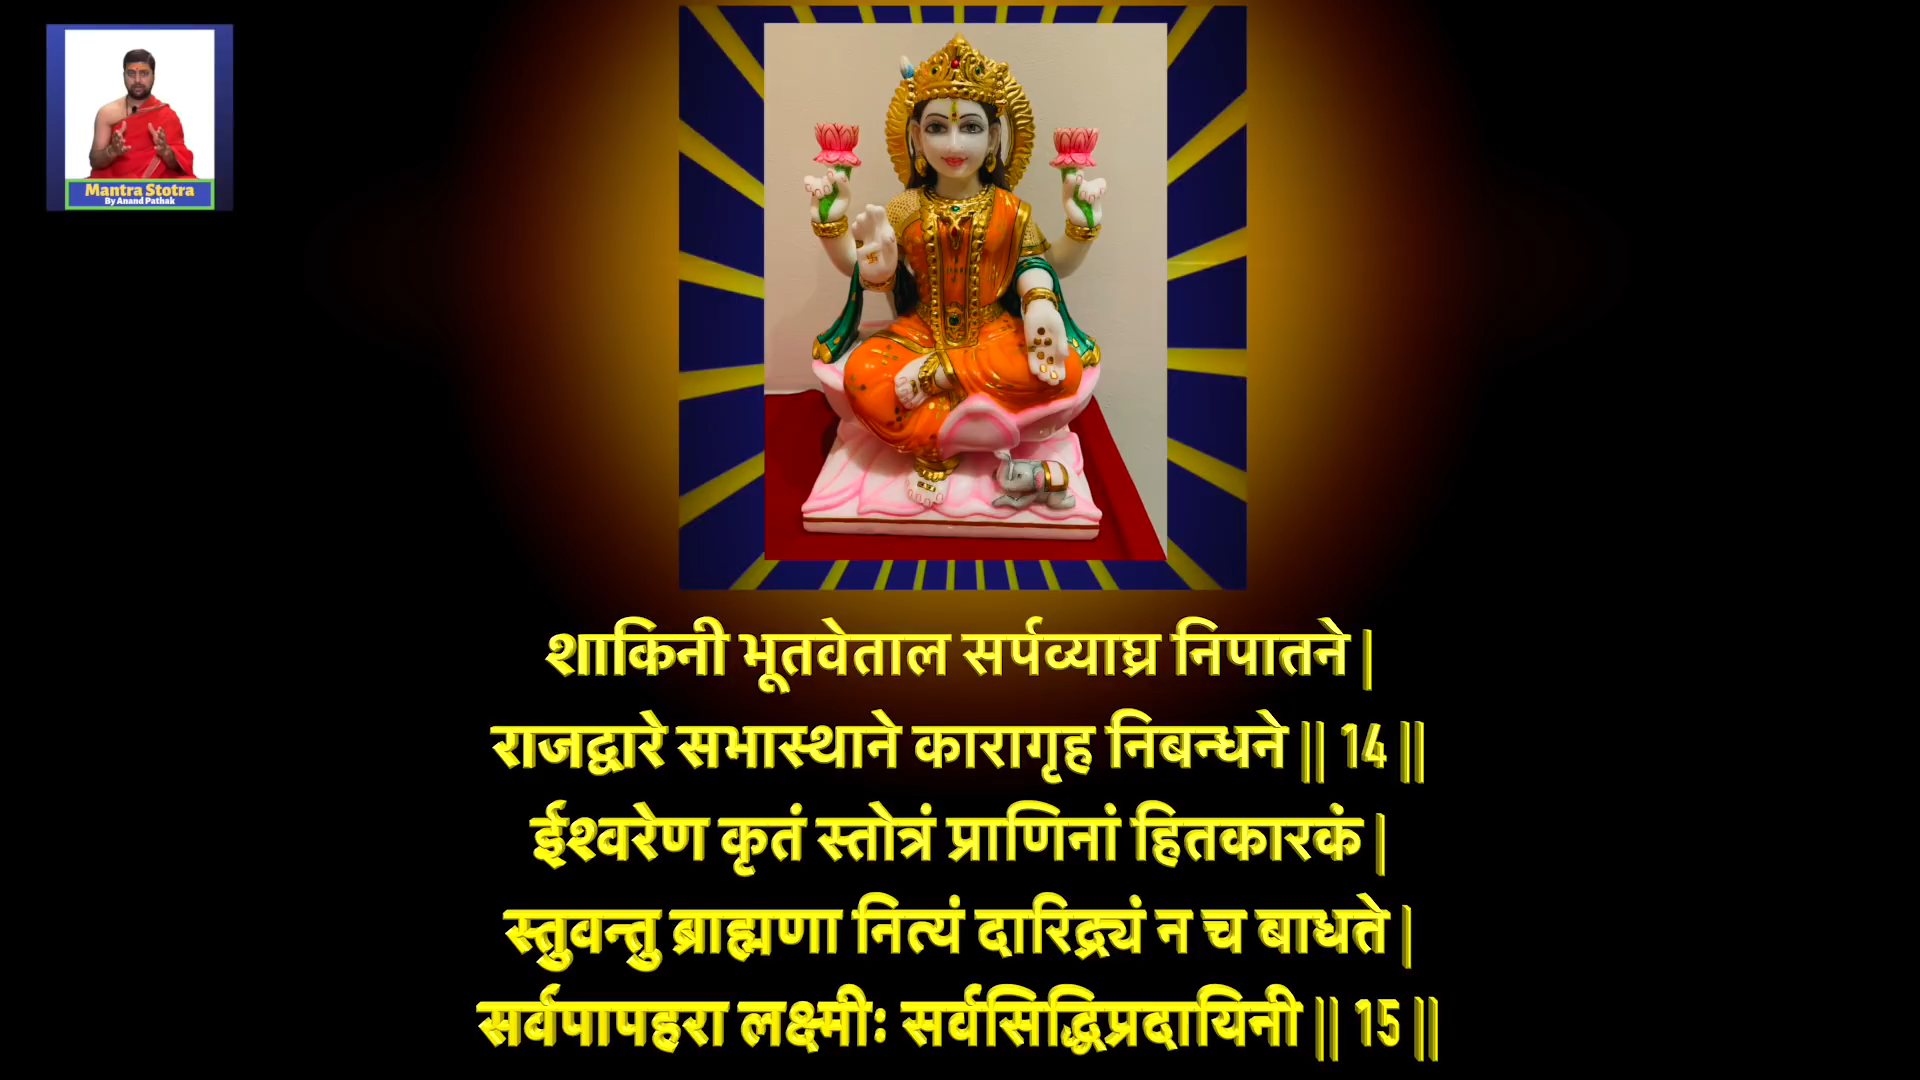 Mantra Stotra
By Anand Pathak
शाकिनी भूतवेताल सर्पव्याघ्र निपातने |
राजद्वारे सभास्थाने कारागृह निबन्धने || 14 ||
ईश्वरेण कृतं स्तोत्रं प्राणिनां हितकारकं |
स्तुवन्तु ब्राह्मणा नित्यं दारिद्र्यं न च बाधते |
सर्वपापहरा लक्ष्मीः सर्वसिद्धिप्रदायिनी || 15 ||